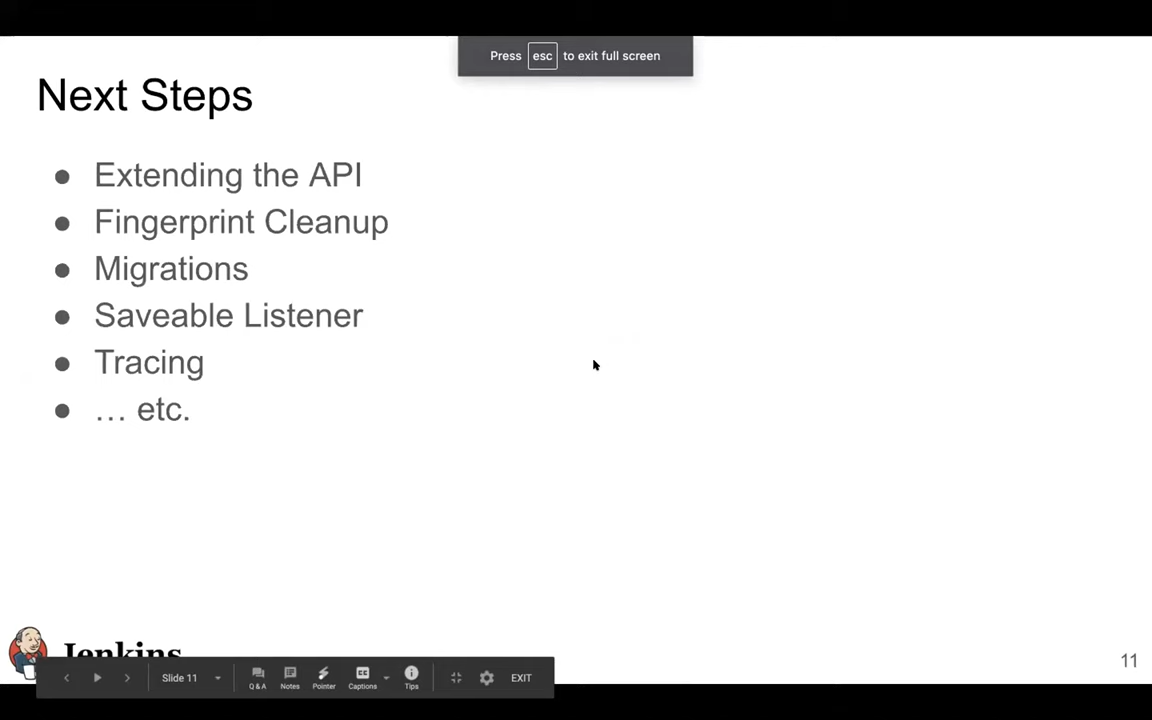 Press esc to exit full screen
Next Steps
● Extending the API
● Fingerprint Cleanup
● Migrations
● Saveable Listener
● Tracing
● … etc.
Jenkins
11
Slide 11
Q & A
Notes
Pointer
CC
Captions
Tips
EXIT